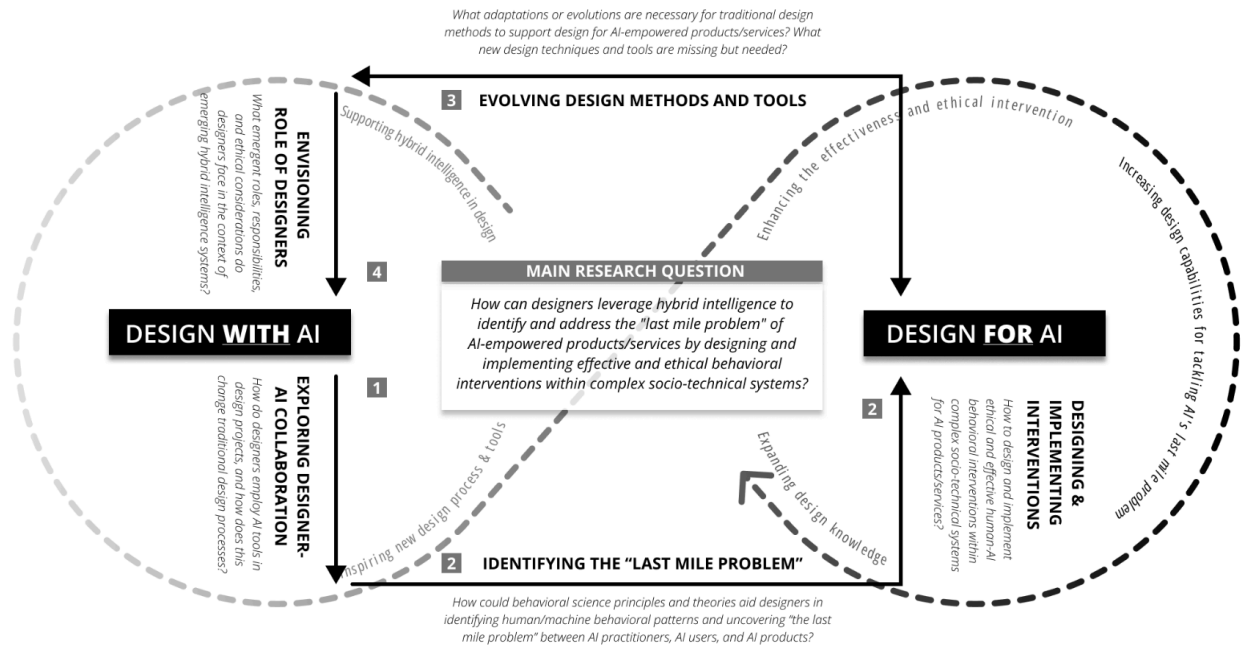 What adaptations or evolutions are necessary for traditional design
methods to support design for AI-empowered products/services? What
new design techniques and tools are missing but needed?
3 EVOLVING DESIGN METHODS AND TOOLS
ENVISIONING
ROLE OF DESIGNERS
What emergent roles, responsibilities,
and ethical considerations do
designers face in the context of
emerging hybrid intelligence systems?
4
Supporting hybrid intelligence in design
Enhancing the effectiveness and ethical intervention
Increasing design capabilities for tackling AI's last mile problem
MAIN RESEARCH QUESTION
How can designers leverage hybrid intelligence to
identify and address the "last mile problem" of
AI-empowered products/services by designing and
implementing effective and ethical behavioral
interventions within complex socio-technical systems?
DESIGN WITH AI
DESIGN FOR AI
1
EXPLORING DESIGNER-
AI COLLABORATION
How do designers employ AI tools in
design projects, and how does this
change traditional design processes?
Inspiring new design process & tools
Expanding design knowledge
2
DESIGNING &
IMPLEMENTING
INTERVENTIONS
How to design and implement
ethical and effective human-AI
behavioral interventions within
complex socio-technical systems
for AI products/services?
2 IDENTIFYING THE “LAST MILE PROBLEM”
How could behavioral science principles and theories aid designers in
identifying human/machine behavioral patterns and uncovering “the last
mile problem” between AI practitioners, AI users, and AI products?